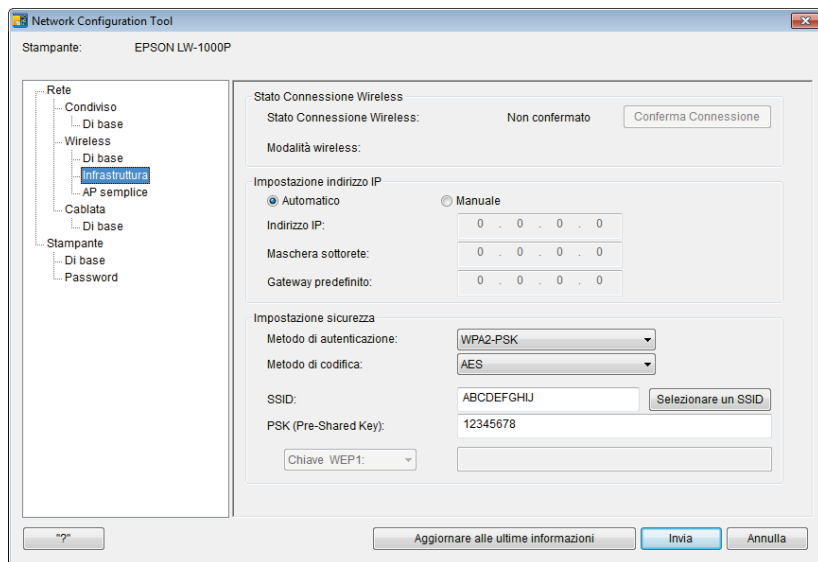 Network Configuration Tool
Stampante: EPSON LW-1000P
Rete
Condiviso
Di base
Wireless
Di base
Infrastruttura
AP semplice
Cablata
Di base
Stampante
Di base
Password
Stato Connessione Wireless
Stato Connessione Wireless: Non confermato Conferma Connessione
Modalità wireless:
Impostazione indirizzo IP
Automatico Manuale
Indirizzo IP: 0 . 0 . 0 . 0
Maschera sottorete: 0 . 0 . 0 . 0
Gateway predefinito: 0 . 0 . 0 . 0
Impostazione sicurezza
Metodo di autenticazione: WPA2-PSK
Metodo di codifica: AES
SSID: ABCDEFGHIJ Selezionare un SSID
PSK (Pre-Shared Key): 12345678
Chiave WEP1:
"?" Aggiornare alle ultime informazioni Invia Annulla